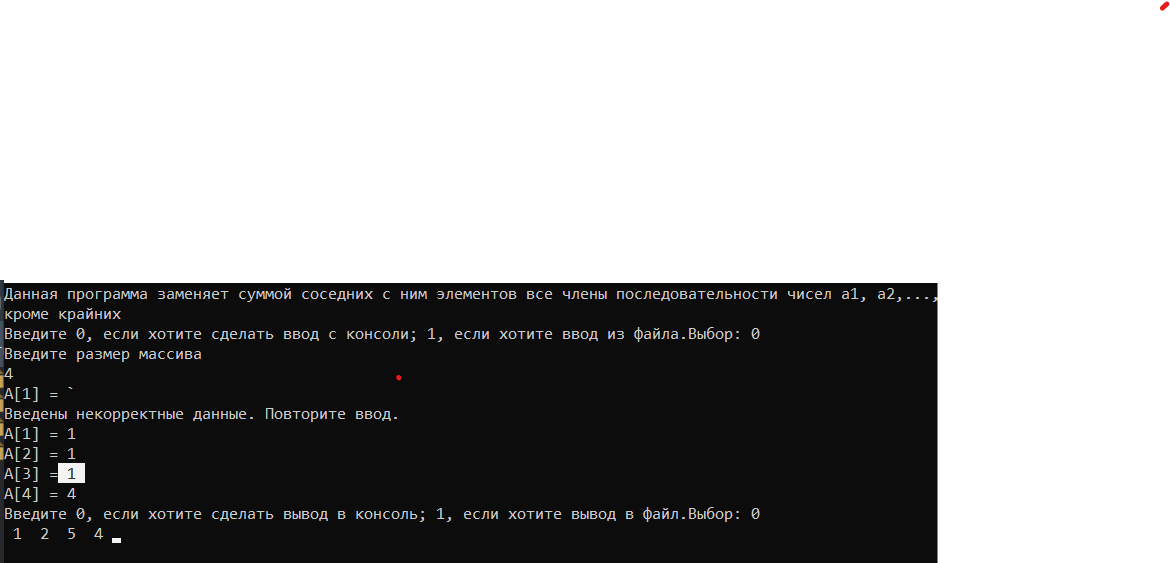 Данная программа заменяет суммой соседних с ним элементов все члены последовательности чисел a1, a2,...,
кроме крайних
Введите 0, если хотите сделать ввод с консоли; 1, если хотите ввод из файла.Выбор: 0
Введите размер массива
4
A[1] = `
Введены некорректные данные. Повторите ввод.
A[1] = 1
A[2] = 1
A[3] = 1
A[4] = 4
Введите 0, если хотите сделать вывод в консоль; 1, если хотите вывод в файл.Выбор: 0
1 2 5 4